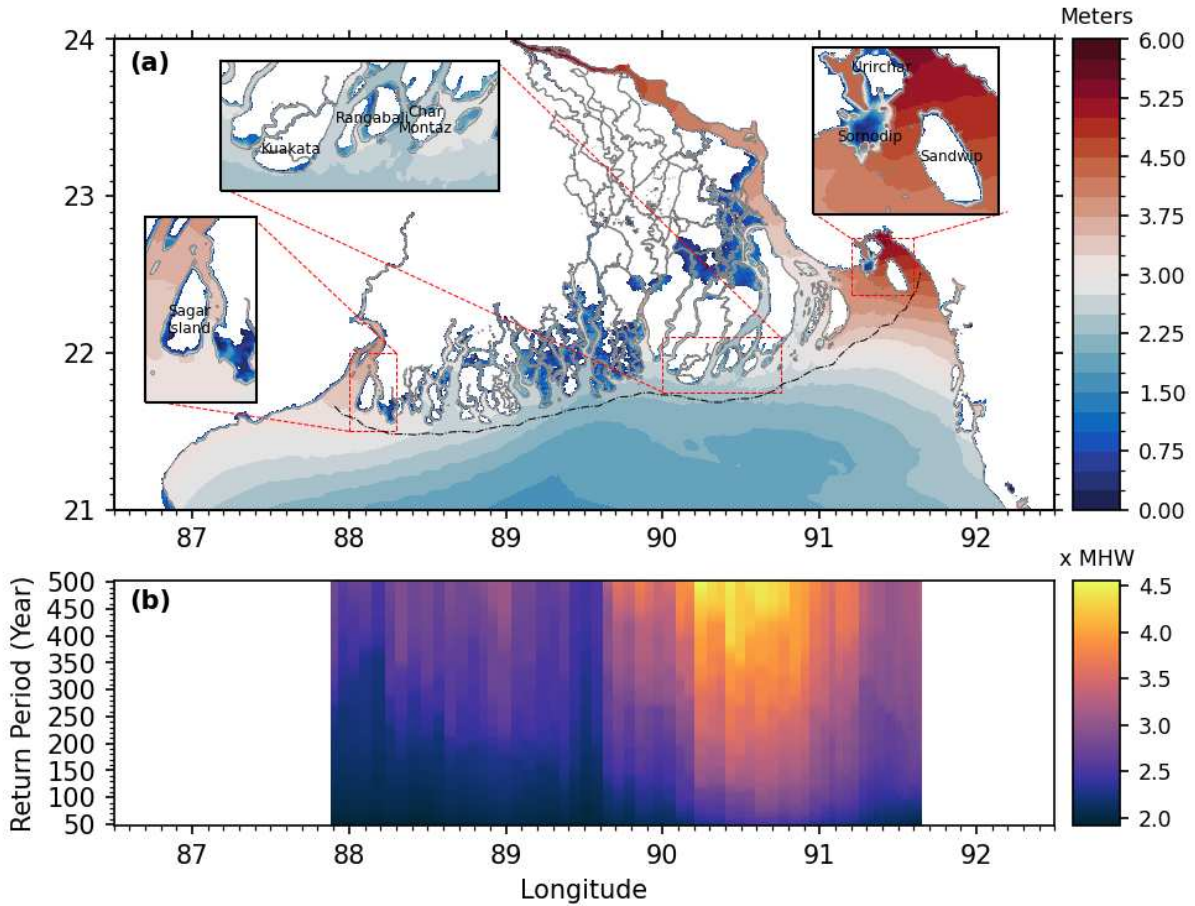 Meters
24
(a)
6.00
Urirchar
5.25
Rangabali
Char
Montaz
Kuakata
Sornodip
Sandwip
4.50
23
3.75
Sagar
Island
3.00
22
2.25
1.50
0.75
21
0.00
87
88
89
90
91
92
x MHW
500
(b)
4.5
450
400
4.0
350
300
3.5
250
200
3.0
150
2.5
100
50
2.0
Return Period (Year)
87
88
89
90
91
92
Longitude